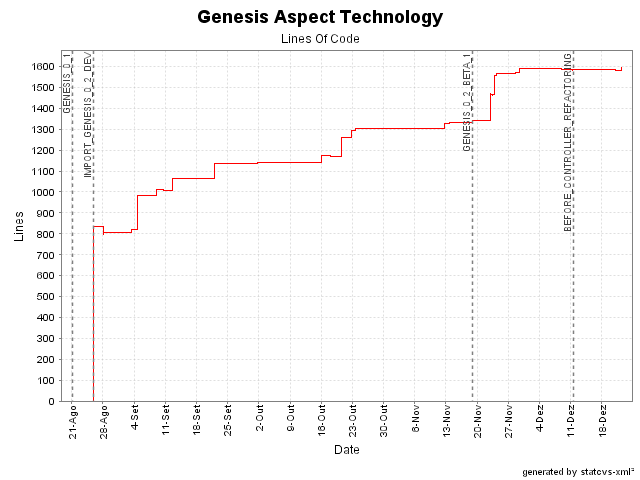 Genesis Aspect Technology
Lines Of Code
GENESIS_0_1
IMPORT_GENESIS_0_2_DEV
GENESIS_0_2_BETA_1
BEFORE_CONTROLLER_REFACTORING
Lines
1600
1500
1400
1300
1200
1100
1000
900
800
700
600
500
400
300
200
100
0
21-Ago
28-Ago
4-Set
11-Set
18-Set
25-Set
2-Out
9-Out
16-Out
23-Out
30-Out
6-Nov
13-Nov
20-Nov
27-Nov
4-Dez
11-Dez
18-Dez
Date
generated by statcvs-xml²